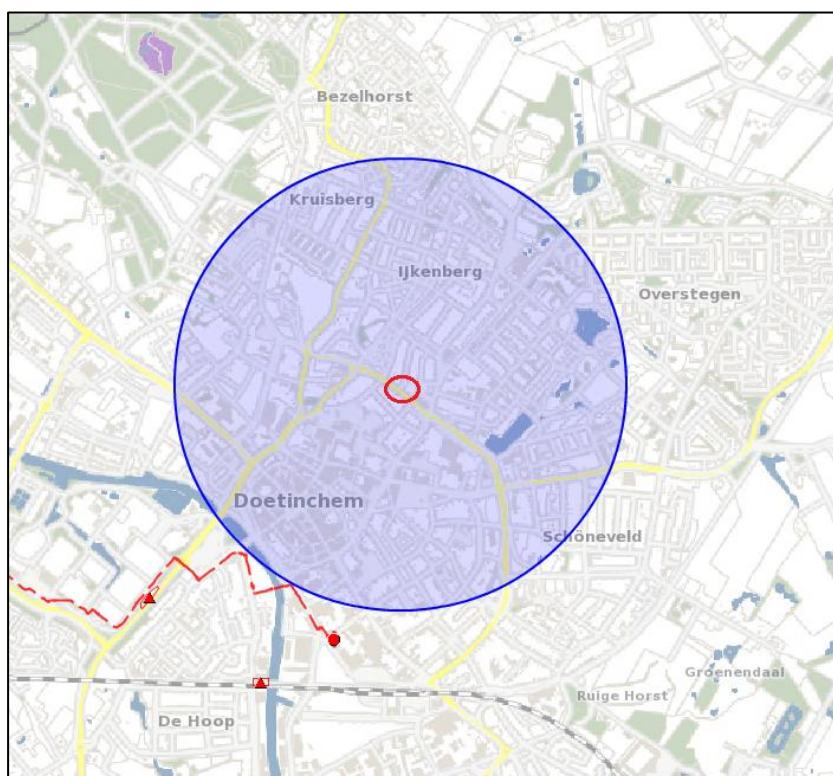 Bezelhorst
Kruisberg
IJkenberg
Overstegen
Doetinchem
Schöneveld
Groenendaal
Ruige Horst
De Hoop